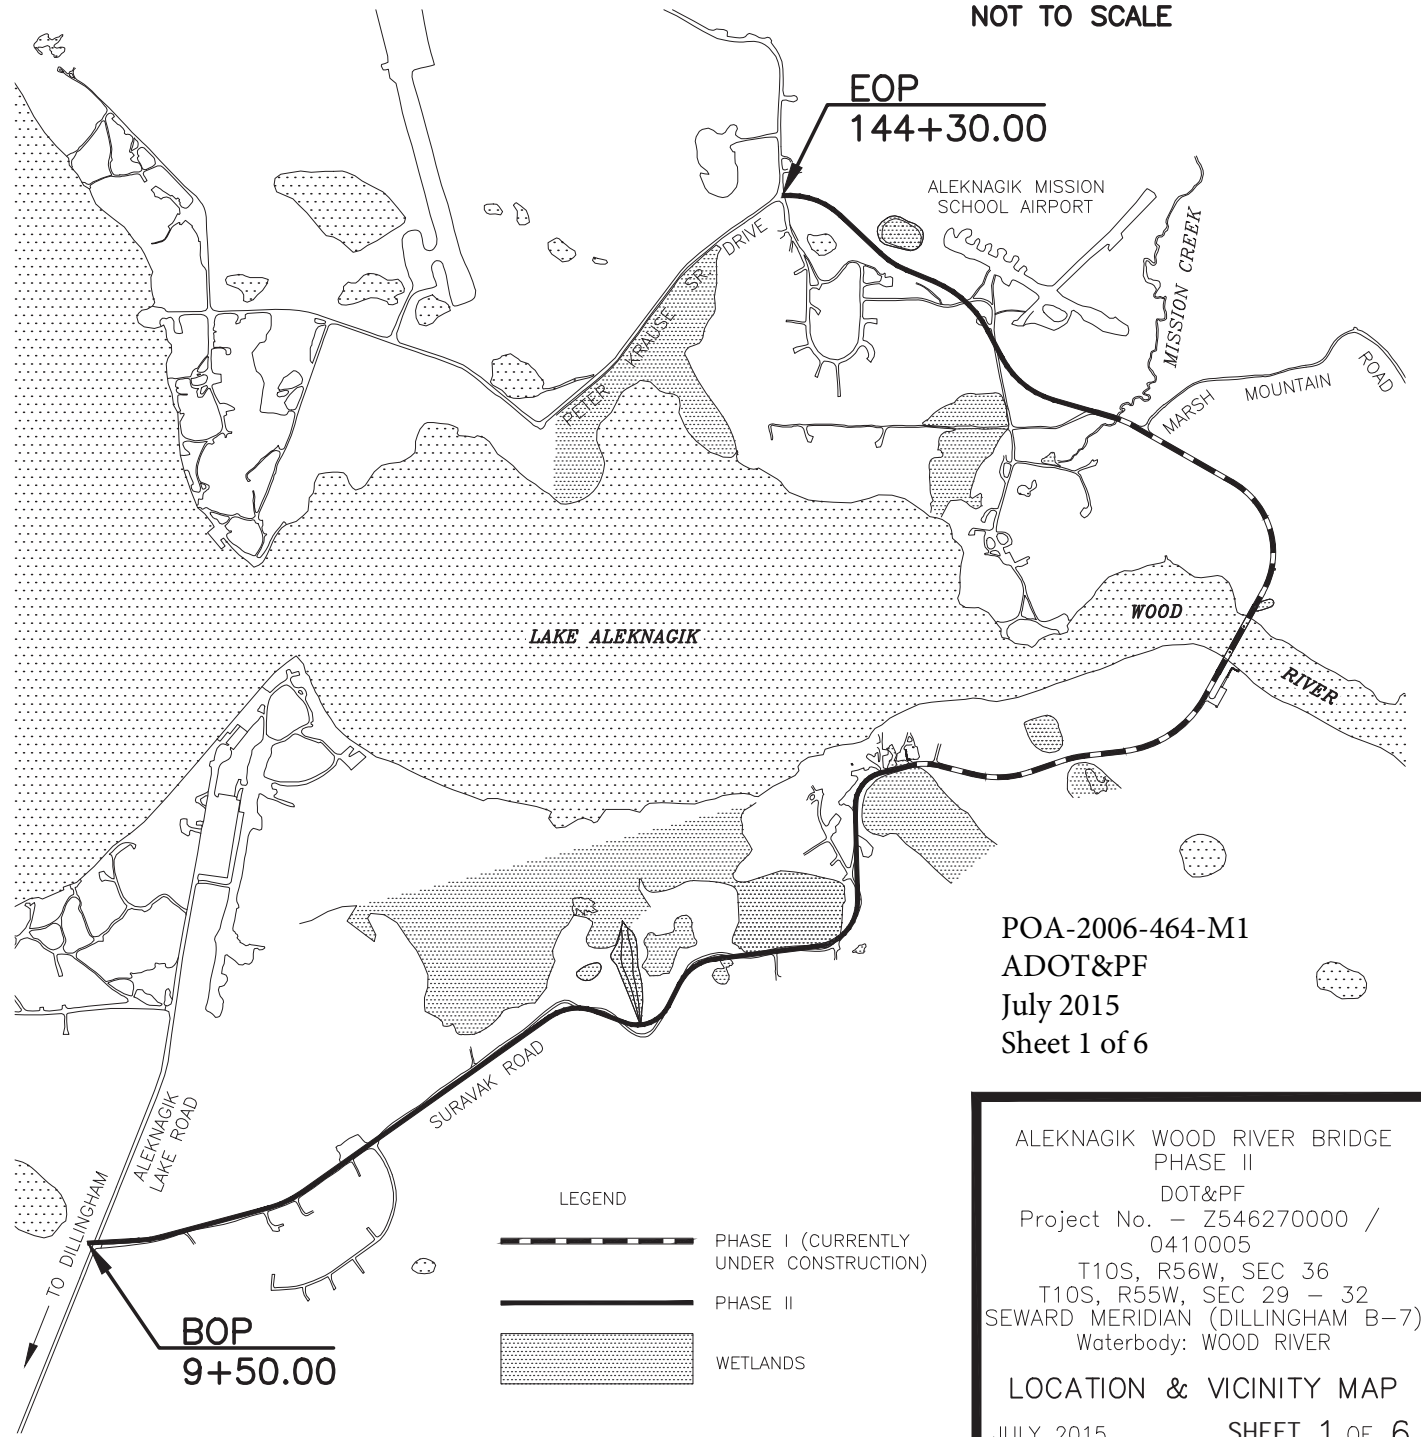 NOT TO SCALE
EOP
144+30.00
ALEKNAGIK MISSION
SCHOOL AIRPORT
MISSION CREEK
PETER KRAUSE SR DRIVE
MARSH MOUNTAIN ROAD
WOOD
RIVER
LAKE ALEKNAGIK
POA-2006-464-M1
ADOT&PF
July 2015
Sheet 1 of 6
SURAVAK ROAD
ALEKNAGIK
LAKE ROAD
TO DILLINGHAM
BOP
9+50.00
LEGEND
PHASE I (CURRENTLY
UNDER CONSTRUCTION)
PHASE II
WETLANDS
ALEKNAGIK WOOD RIVER BRIDGE
PHASE II
DOT&PF
Project No. – Z546270000 /
0410005
T10S, R56W, SEC 36
T10S, R55W, SEC 29 – 32
SEWARD MERIDIAN (DILLINGHAM B–7)
Waterbody: WOOD RIVER
LOCATION & VICINITY MAP
JULY 2015
SHEET 1 OF 6